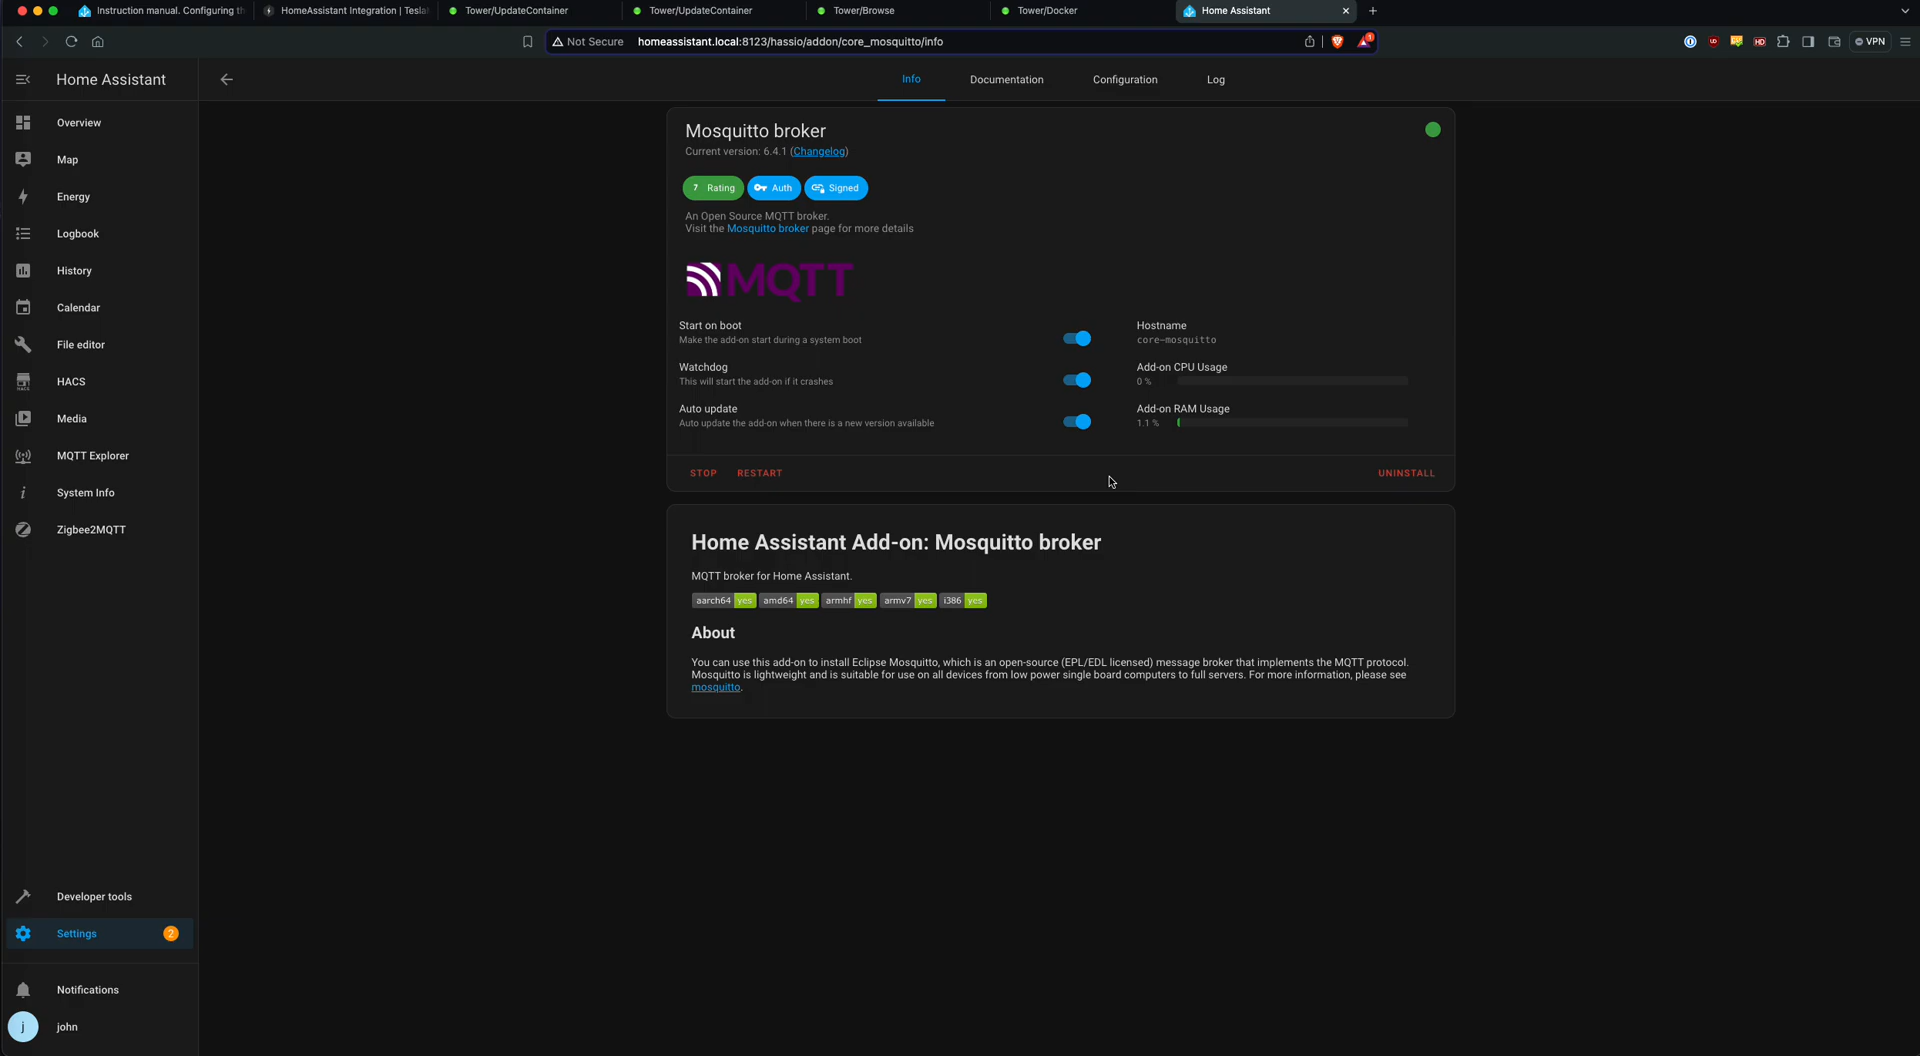 Instruction manual. Configuring th
HomeAssistant Integration | Tesla
Tower/UpdateContainer
Tower/UpdateContainer
Tower/Browse
Tower/Docker
Home Assistant
Not Secure
homeassistant.local:8123/hassio/addon/core_mosquitto/info
VPN
Home Assistant
Info
Documentation
Configuration
Log
Overview
Map
Energy
Logbook
History
Calendar
File editor
HACS
Media
MQTT Explorer
System Info
Zigbee2MQTT
Developer tools
Settings
2
Notifications
j
john
Mosquitto broker
Current version: 6.4.1 (Changelog)
7 Rating
Auth
Signed
An Open Source MQTT broker.
Visit the Mosquitto broker page for more details
MQTT
Start on boot
Make the add-on start during a system boot
Hostname
core-mosquitto
Watchdog
This will start the add-on if it crashes
Add-on CPU Usage
0 %
Auto update
Auto update the add-on when there is a new version available
Add-on RAM Usage
1.1 %
STOP
RESTART
UNINSTALL
Home Assistant Add-on: Mosquitto broker
MQTT broker for Home Assistant.
aarch64 yes amd64 yes armhf yes armv7 yes i386 yes
About
You can use this add-on to install Eclipse Mosquitto, which is an open-source (EPL/EDL licensed) message broker that implements the MQTT protocol.
Mosquitto is lightweight and is suitable for use on all devices from low power single board computers to full servers. For more information, please see
mosquitto.